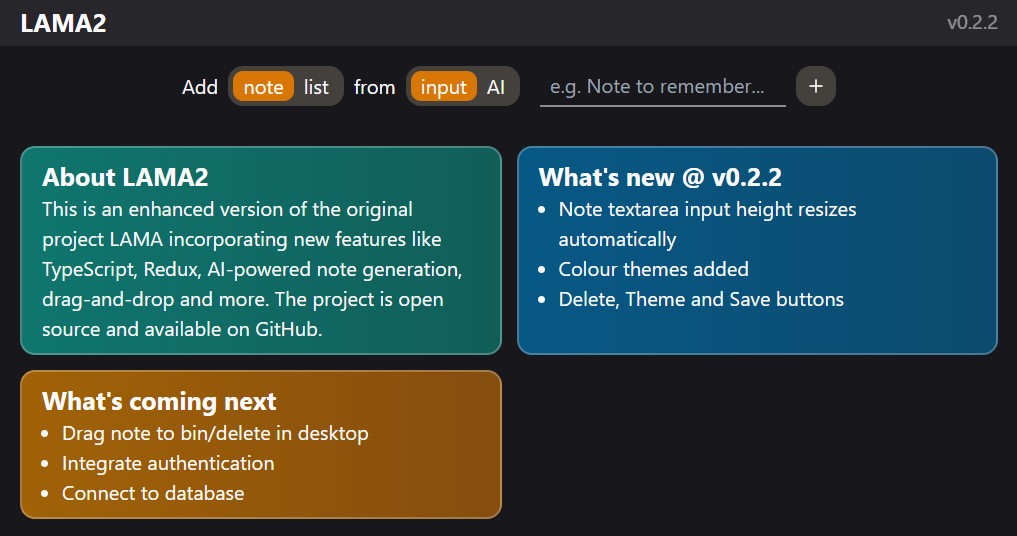 LAMA2 v0.2.2
Add note list from input AI e.g. Note to remember... +
About LAMA2
This is an enhanced version of the original
project LAMA incorporating new features like
TypeScript, Redux, AI-powered note generation,
drag-and-drop and more. The project is open
source and available on GitHub.
What's new @ v0.2.2
• Note textarea input height resizes
automatically
• Colour themes added
• Delete, Theme and Save buttons
What's coming next
• Drag note to bin/delete in desktop
• Integrate authentication
• Connect to database